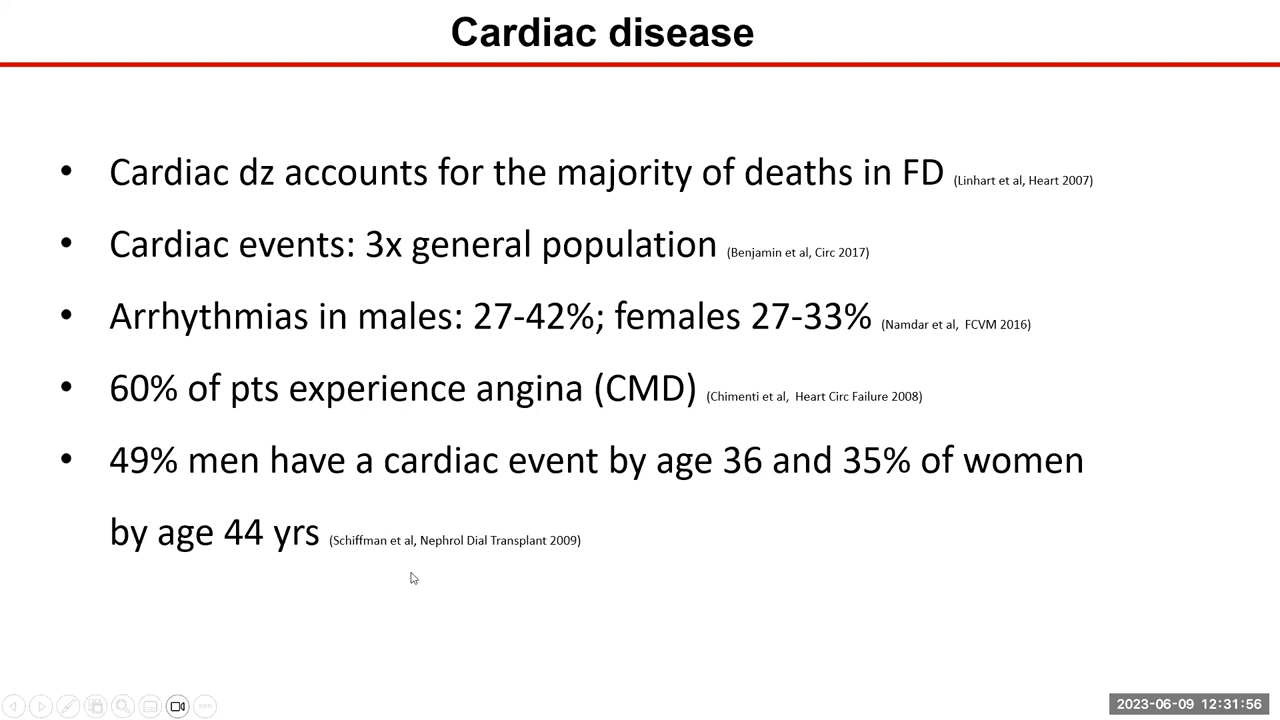 Cardiac disease
• Cardiac dz accounts for the majority of deaths in FD (Linhart et al, Heart 2007)
• Cardiac events: 3x general population (Benjamin et al, Circ 2017)
• Arrhythmias in males: 27-42%; females 27-33% (Namdar et al, FCVM 2016)
• 60% of pts experience angina (CMD) (Chimenti et al, Heart Circ Failure 2008)
• 49% men have a cardiac event by age 36 and 35% of women
by age 44 yrs (Schiffman et al, Nephrol Dial Transplant 2009)
2023-06-09 12:31:56